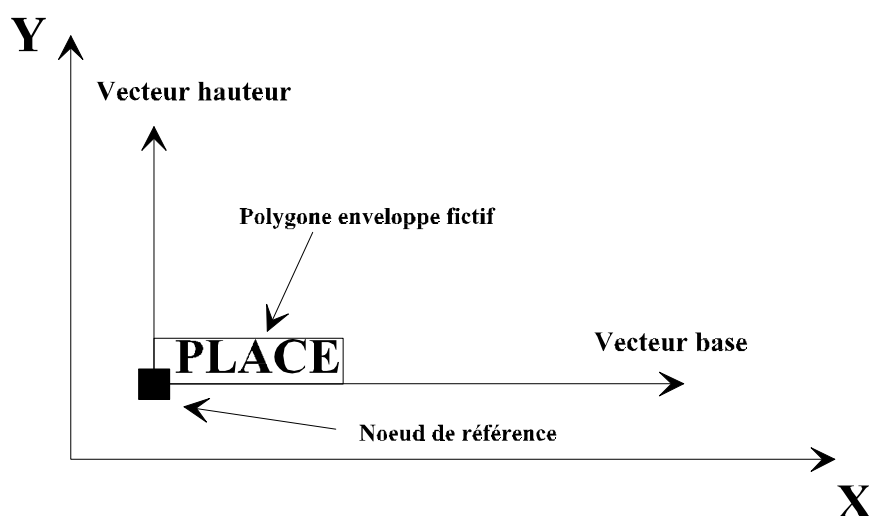 Y
Vecteur hauteur
Polygone enveloppe fictif
PLACE
Vecteur base
Noeud de référence
X